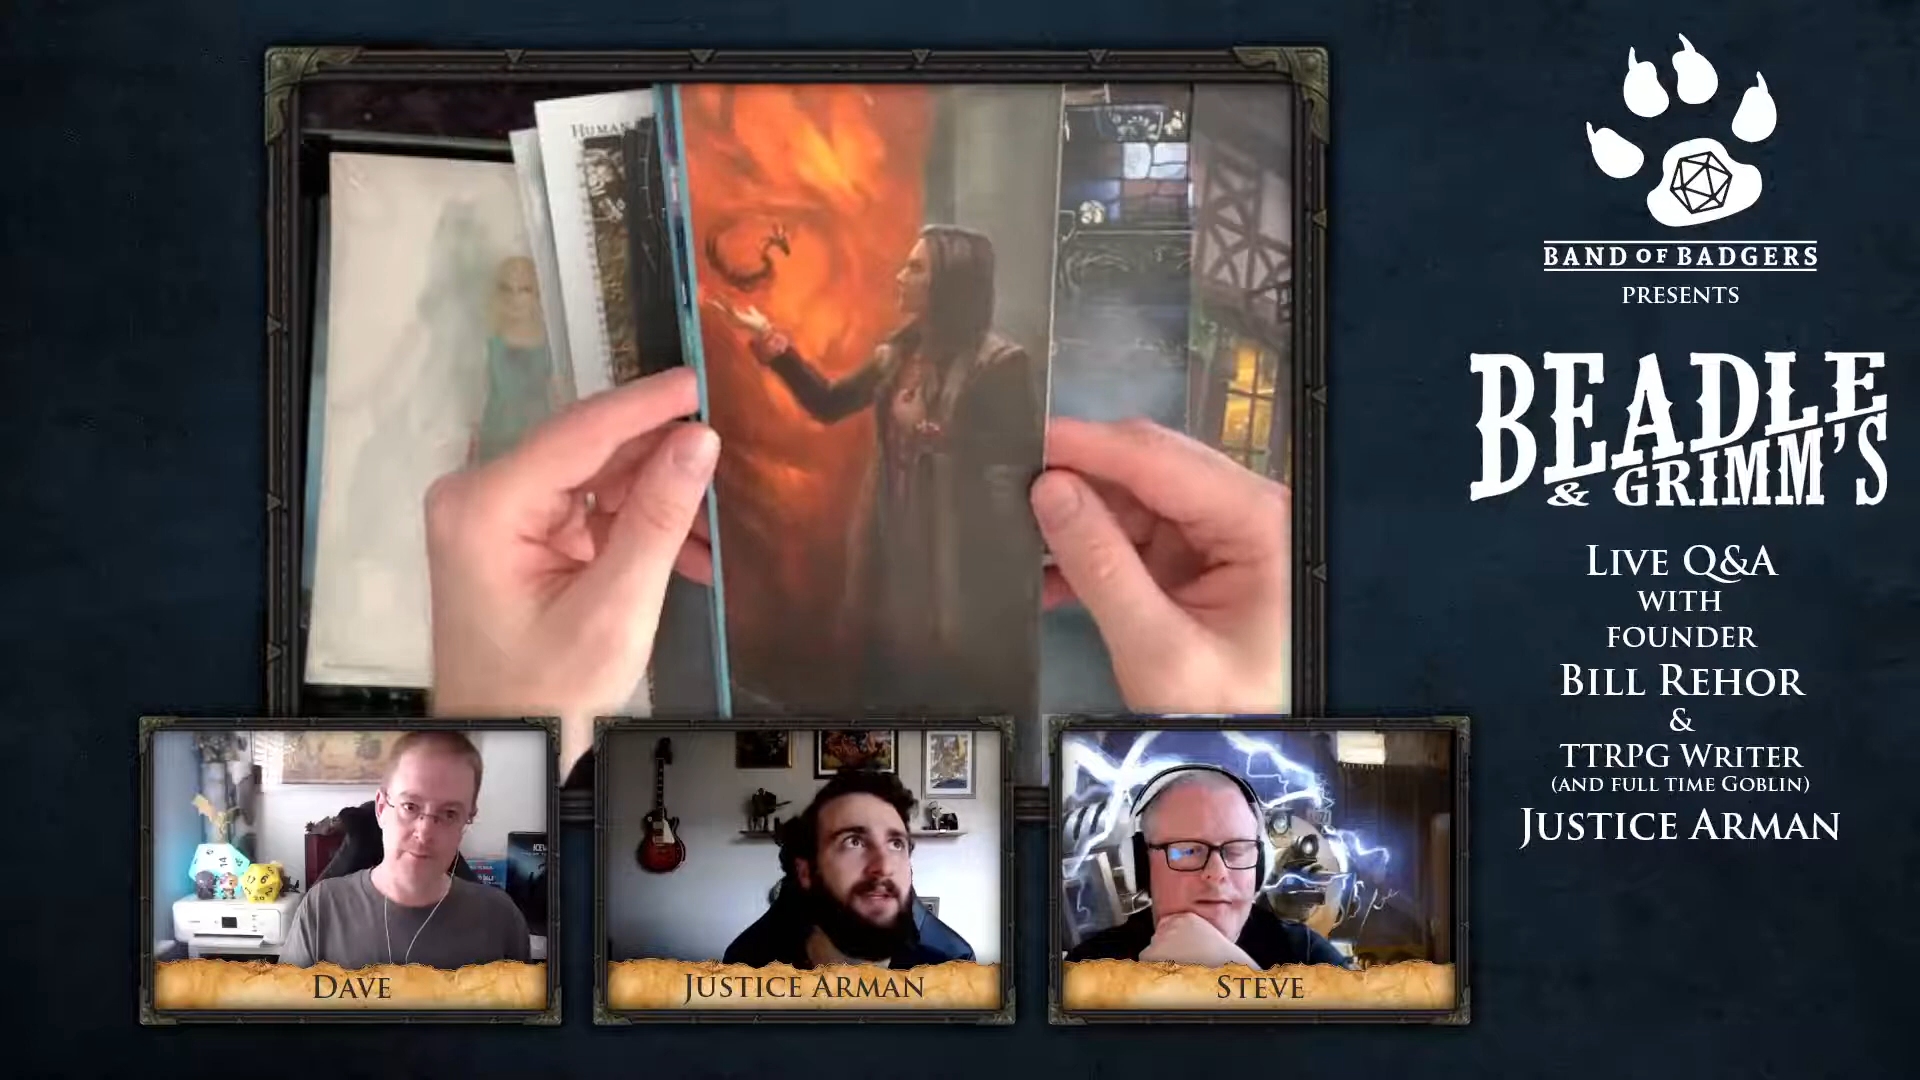 HUMAN
BAND OF BADGERS
PRESENTS
BEADLE
& GRIMM'S
LIVE Q&A
WITH
FOUNDER
BILL REHOR
&
TTRPG WRITER
(AND FULL TIME GOBLIN)
JUSTICE ARMAN
DAVE
JUSTICE ARMAN
STEVE